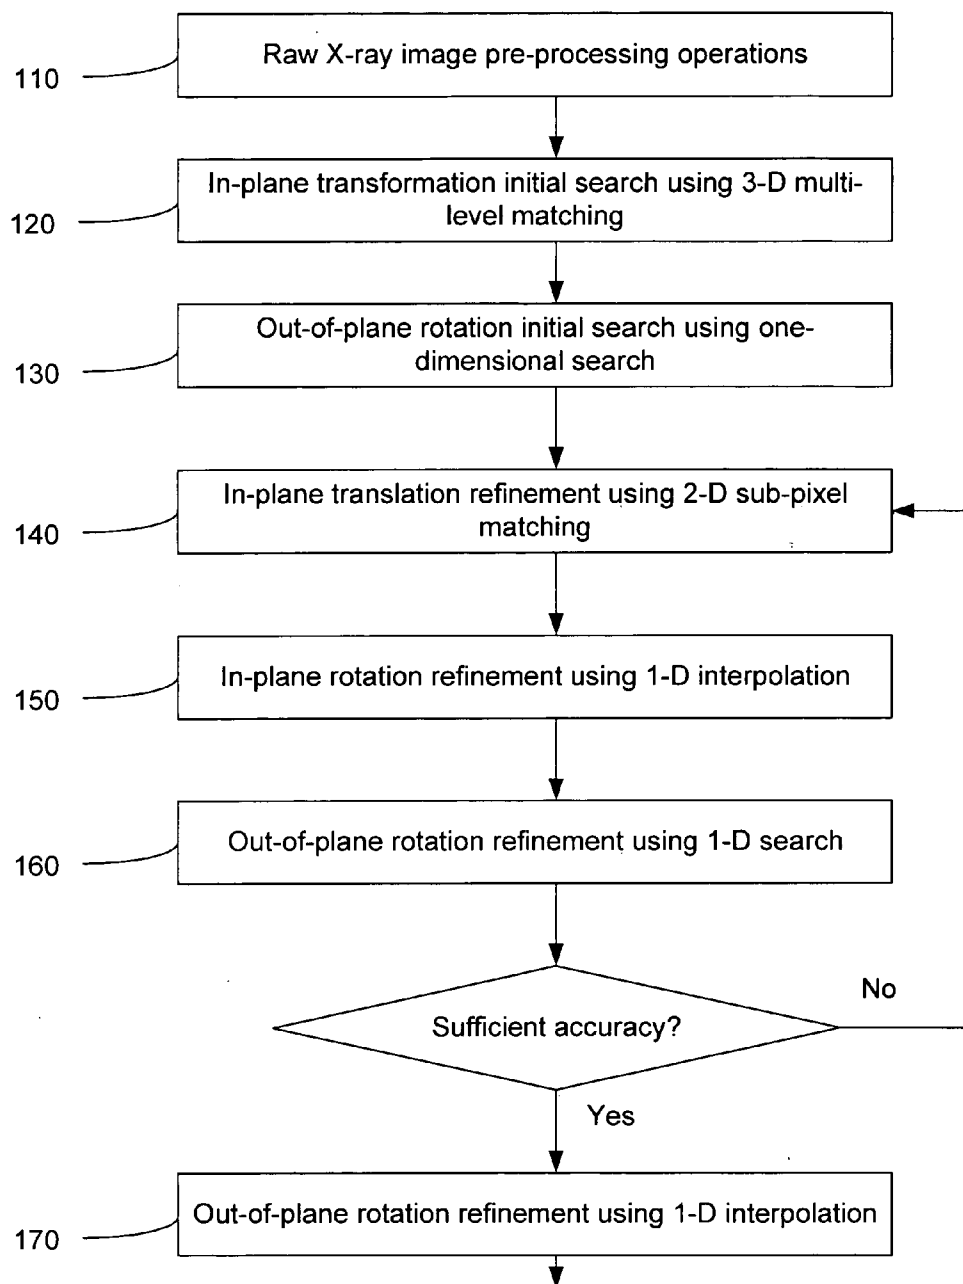 Raw X-ray image pre-processing operations
110
In-plane transformation initial search using 3-D multi-
level matching
120
Out-of-plane rotation initial search using one-
dimensional search
130
In-plane translation refinement using 2-D sub-pixel
matching
140
In-plane rotation refinement using 1-D interpolation
150
Out-of-plane rotation refinement using 1-D search
160
No
Sufficient accuracy?
Yes
Out-of-plane rotation refinement using 1-D interpolation
170